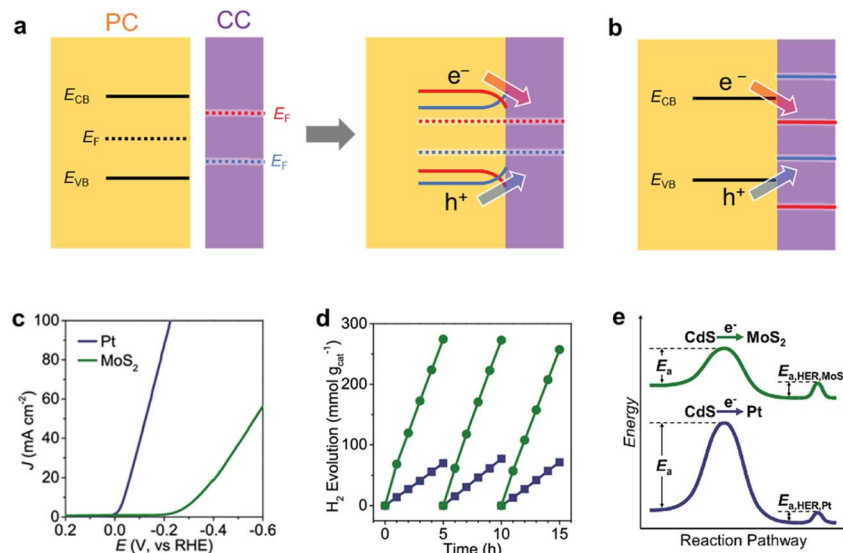 a
PC
CC
E_CB
E_F
E_VB
E_F
E_F
e⁻
h⁺
b
E_CB
E_VB
e⁻
h⁺
c
J (mA cm⁻²)
100
80
60
40
20
0
Pt
MoS₂
0.2
0.0
-0.2
-0.4
-0.6
E (V, vs RHE)
d
H₂ Evolution (mmol g_cat⁻¹)
300
200
100
0
0
5
10
15
Time (h)
e
Energy
CdS e⁻ MoS₂
E_a
E_a,HER,MoS
CdS e⁻ Pt
E_a
E_a,HER,Pt
Reaction Pathway